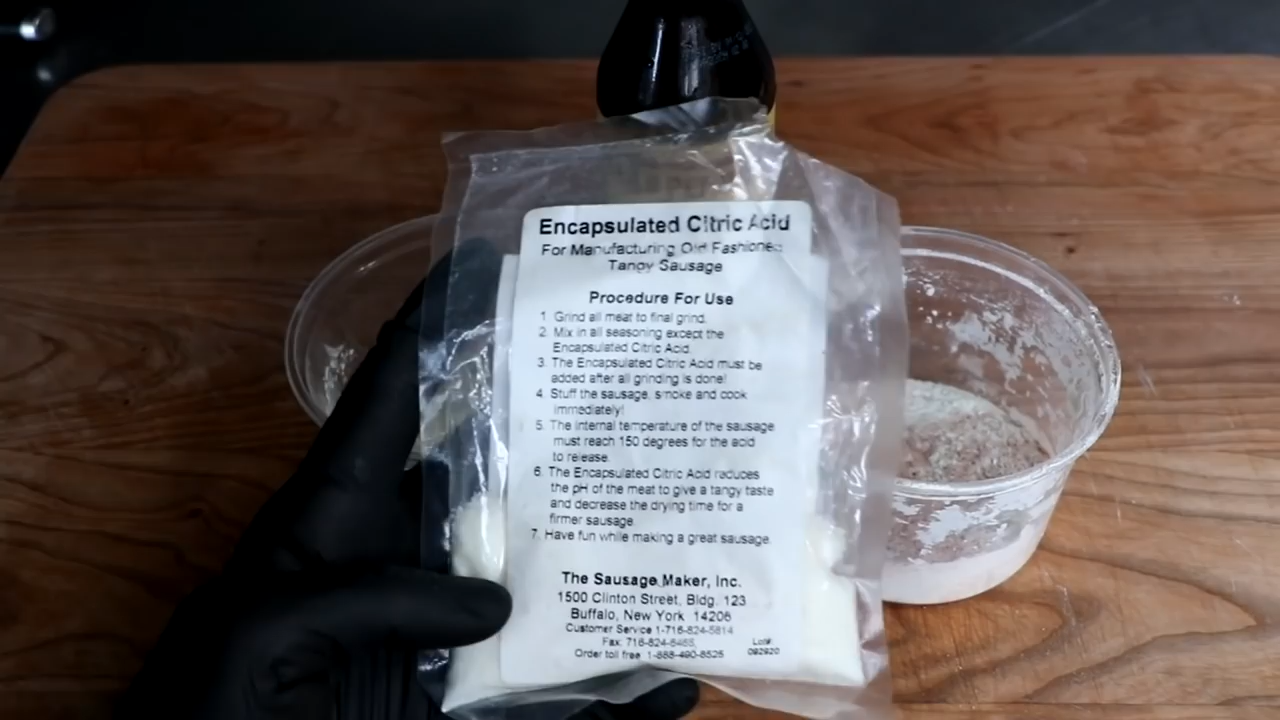 Encapsulated Citric Acid
For Manufacturing Old Fashioned
Tangy Sausage
Procedure For Use
1 Grind all meat to final grind.
2. Mix in all seasoning except the
Encapsulated Citric Acid.
3. The Encapsulated Citric Acid must be
added after all grinding is done!
4. Stuff the sausage, smoke and cook
immediately!
5. The internal temperature of the sausage
must reach 150 degrees for the acid
to release.
6. The Encapsulated Citric Acid reduces
the pH of the meat to give a tangy taste
and decrease the drying time for a
firmer sausage
7. Have fun while making a great sausage.
The Sausage Maker, Inc.
1500 Clinton Street, Bldg. 123
Buffalo, New York 14206
Customer Service 1-716-824-5814
Fax: 716-824-6465
Order toll free 1-888-490-8525
Lot#:
092920